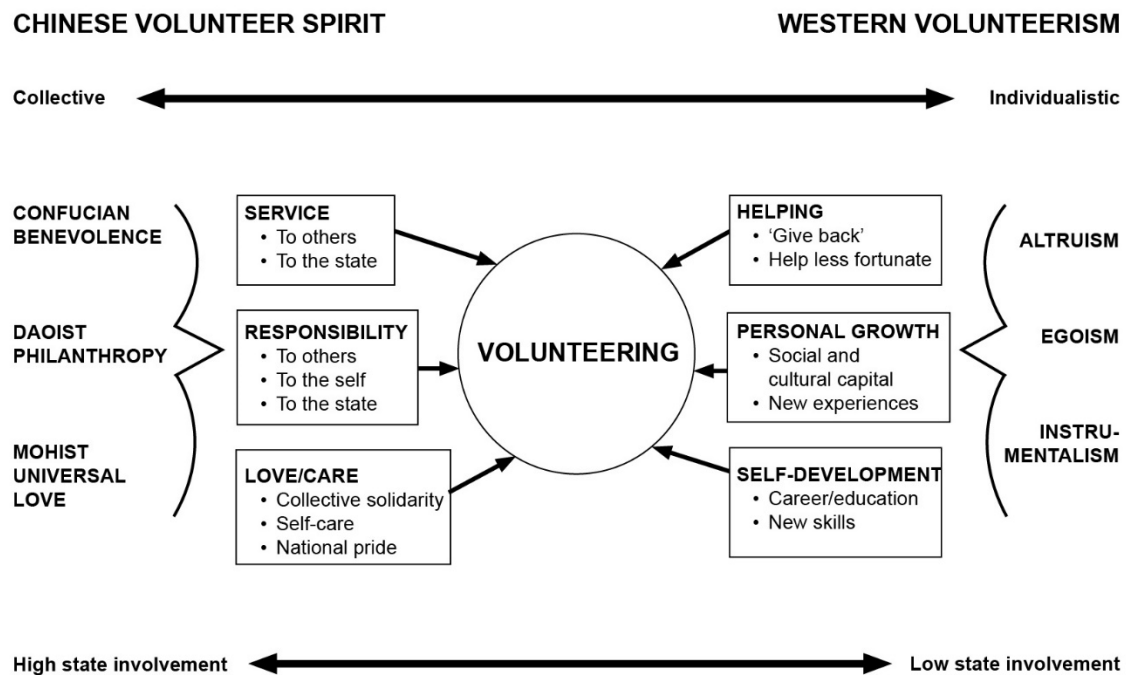 CHINESE VOLUNTEER SPIRIT
WESTERN VOLUNTEERISM
Collective
Individualistic
CONFUCIAN
BENEVOLENCE
DAOIST
PHILANTHROPY
MOHIST
UNIVERSAL
LOVE
SERVICE
• To others
• To the state
RESPONSIBILITY
• To others
• To the self
• To the state
LOVE/CARE
• Collective solidarity
• Self-care
• National pride
VOLUNTEERING
HELPING
• ‘Give back’
• Help less fortunate
PERSONAL GROWTH
• Social and
cultural capital
• New experiences
SELF-DEVELOPMENT
• Career/education
• New skills
ALTRUISM
EGOISM
INSTRU-
MENTALISM
High state involvement
Low state involvement